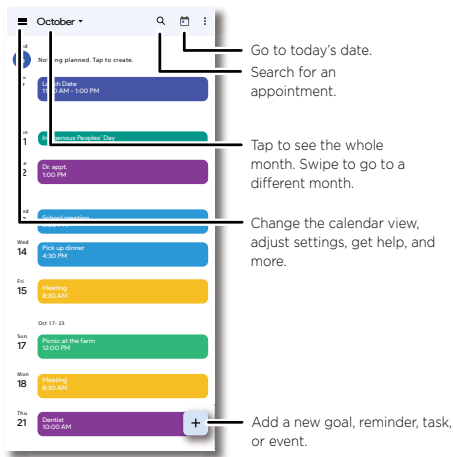 October
Go to today's date.
Search for an
appointment.
Nothing planned. Tap to create.
Lunch Date
AM - 1:00 PM
Indigenous Peoples' Day
Dr. appt.
1:00 PM
Tap to see the whole
month. Swipe to go to a
different month.
School meeting
Change the calendar view,
adjust settings, get help, and
more.
Wed
14
Pick up dinner
4:30 PM
Fri
15
Meeting
8:30 AM
Oct 17- 23
Sun
17
Picnic at the farm
12:00 PM
Mon
18
Meeting
8:30 AM
Thu
21
Dentist
10:00 AM
+
Add a new goal, reminder, task,
or event.